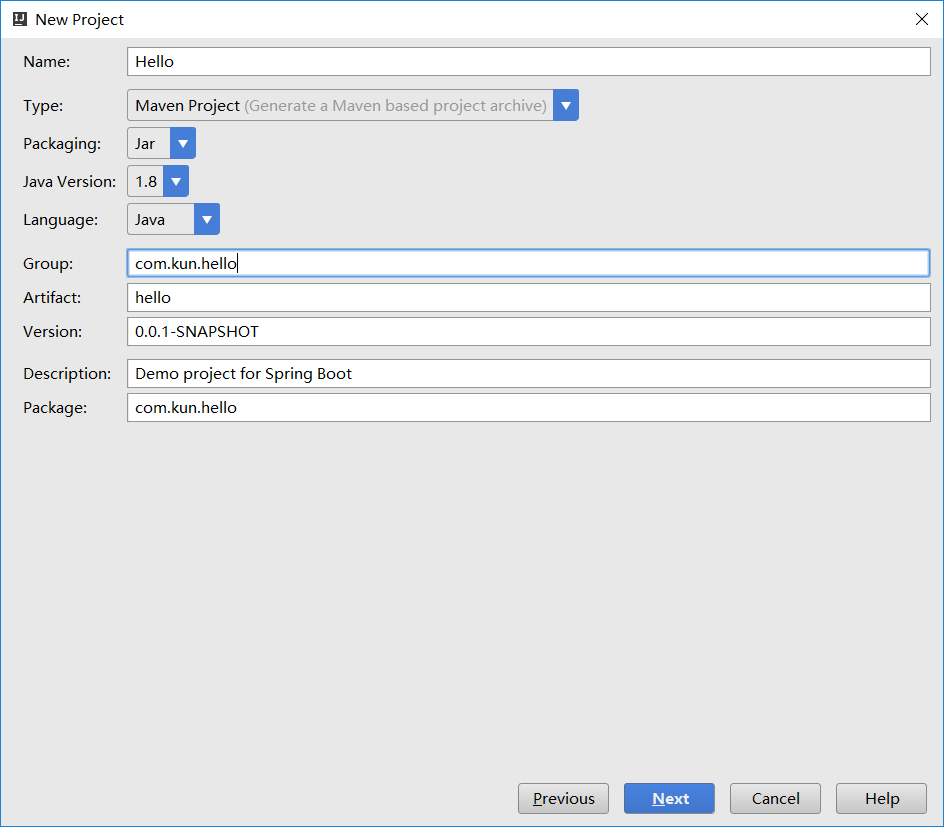 New Project
Name: Hello
Type: Maven Project (Generate a Maven based project archive)
Packaging: Jar
Java Version: 1.8
Language: Java
Group: com.kun.hello
Artifact: hello
Version: 0.0.1-SNAPSHOT
Description: Demo project for Spring Boot
Package: com.kun.hello
Previous Next Cancel Help